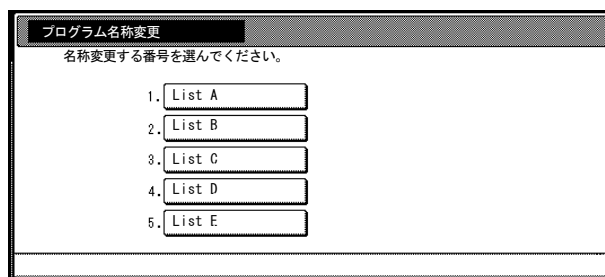 プログラム名称変更
名称変更する番号を選んでください。
1. List A
2. List B
3. List C
4. List D
5. List E